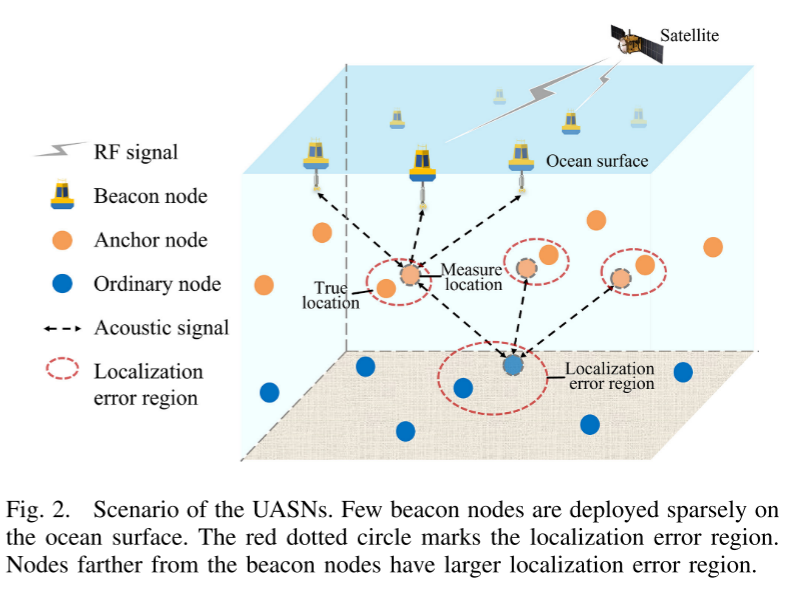 Satellite
RF signal
Ocean surface
Beacon node
Anchor node
True
location
Measure
location
Ordinary node
Acoustic signal
Localization
error region
Localization
error region
Fig. 2. Scenario of the UASNs. Few beacon nodes are deployed sparsely on
the ocean surface. The red dotted circle marks the localization error region.
Nodes farther from the beacon nodes have larger localization error region.